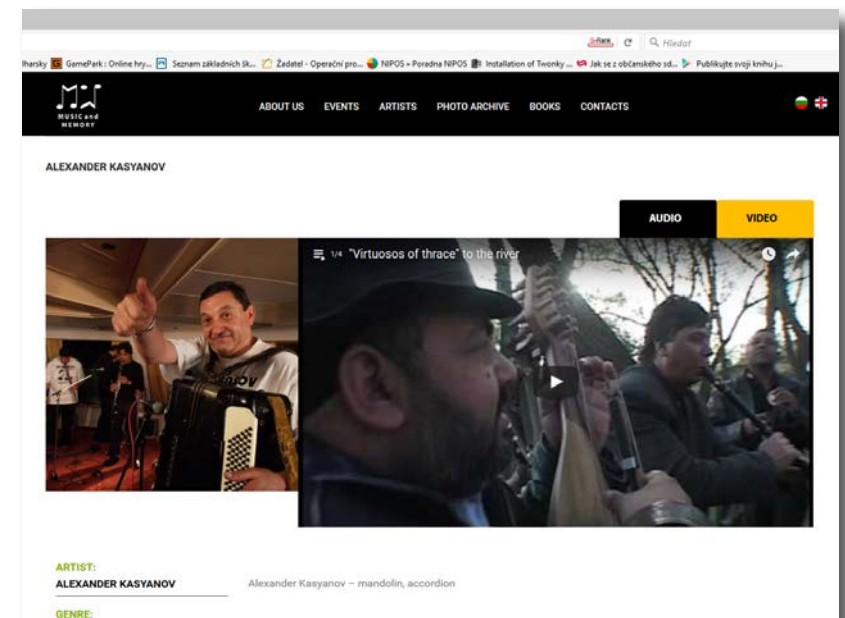 S-Rank
Hledat
lharsky GamePark : Online hry... Seznam základních šk... Žadatel - Operační pro... NIPOS » Poradna NIPOS Installation of Twonky ... Jak se z občanského sd... Publikujte svoji knihu j...
MUSIC and
MEMORY
ABOUT US EVENTS ARTISTS PHOTO ARCHIVE BOOKS CONTACTS
ALEXANDER KASYANOV
AUDIO VIDEO
1/4 "Virtuosos of thrace" to the river
ARTIST:
ALEXANDER KASYANOV
Alexander Kasyanov – mandolin, accordion
GENRE: